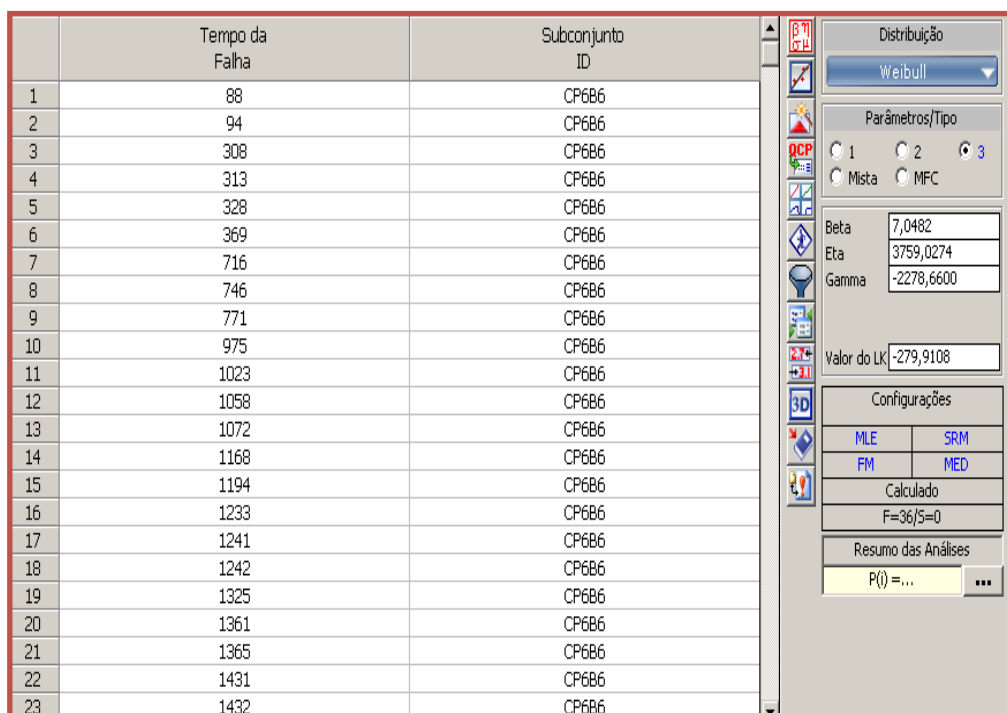 Tempo da Subconjunto
Falha ID
1 88 CP6B6
2 94 CP6B6
3 308 CP6B6
4 313 CP6B6
5 328 CP6B6
6 369 CP6B6
7 716 CP6B6
8 746 CP6B6
9 771 CP6B6
10 975 CP6B6
11 1023 CP6B6
12 1058 CP6B6
13 1072 CP6B6
14 1168 CP6B6
15 1194 CP6B6
16 1233 CP6B6
17 1241 CP6B6
18 1242 CP6B6
19 1325 CP6B6
20 1361 CP6B6
21 1365 CP6B6
22 1431 CP6B6
23 1432 CP6B6
β η
σ μ
QCP
3D
Distribuição
Weibull
Parâmetros/Tipo
1 2 3
Mista MFC
Beta 7,0482
Eta 3759,0274
Gamma -2278,6600
Valor do LK -279,9108
Configurações
MLE SRM
FM MED
Calculado
F=36/S=0
Resumo das Análises
P(i) =... ...